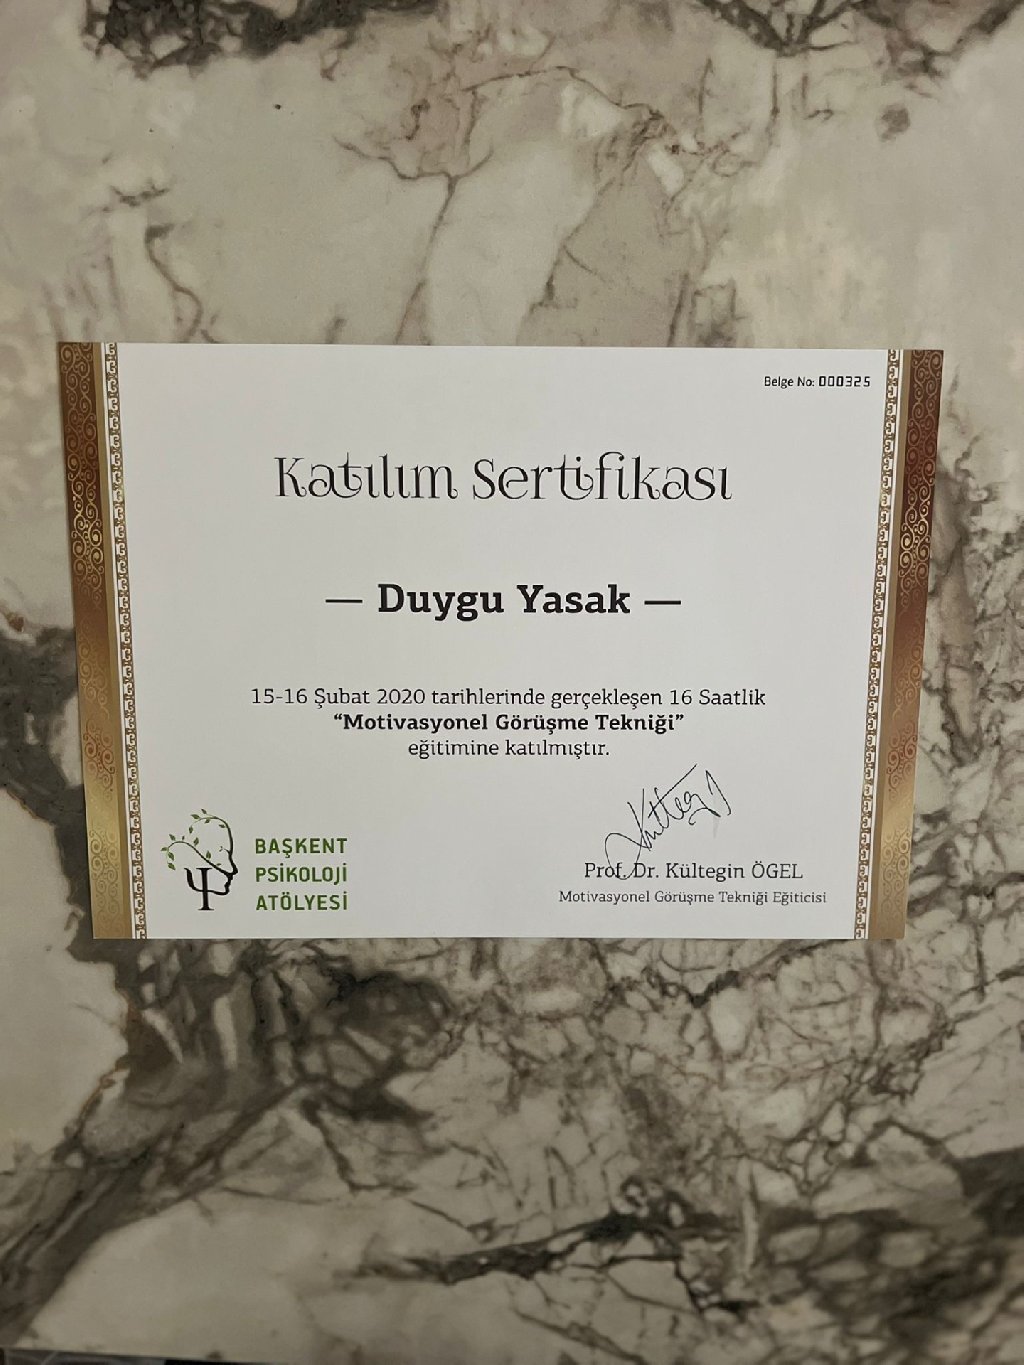 Belge No: 000325
Katılım Sertifikası
— Duygu Yasak —
15-16 Şubat 2020 tarihlerinde gerçekleşen 16 Saatlik
“Motivasyonel Görüşme Tekniği”
eğitimine katılmıştır.
BAŞKENT
PSİKOLOJİ
ATÖLYESİ
Prof. Dr. Kültegin ÖGEL
Motivasyonel Görüşme Tekniği Eğiticisi